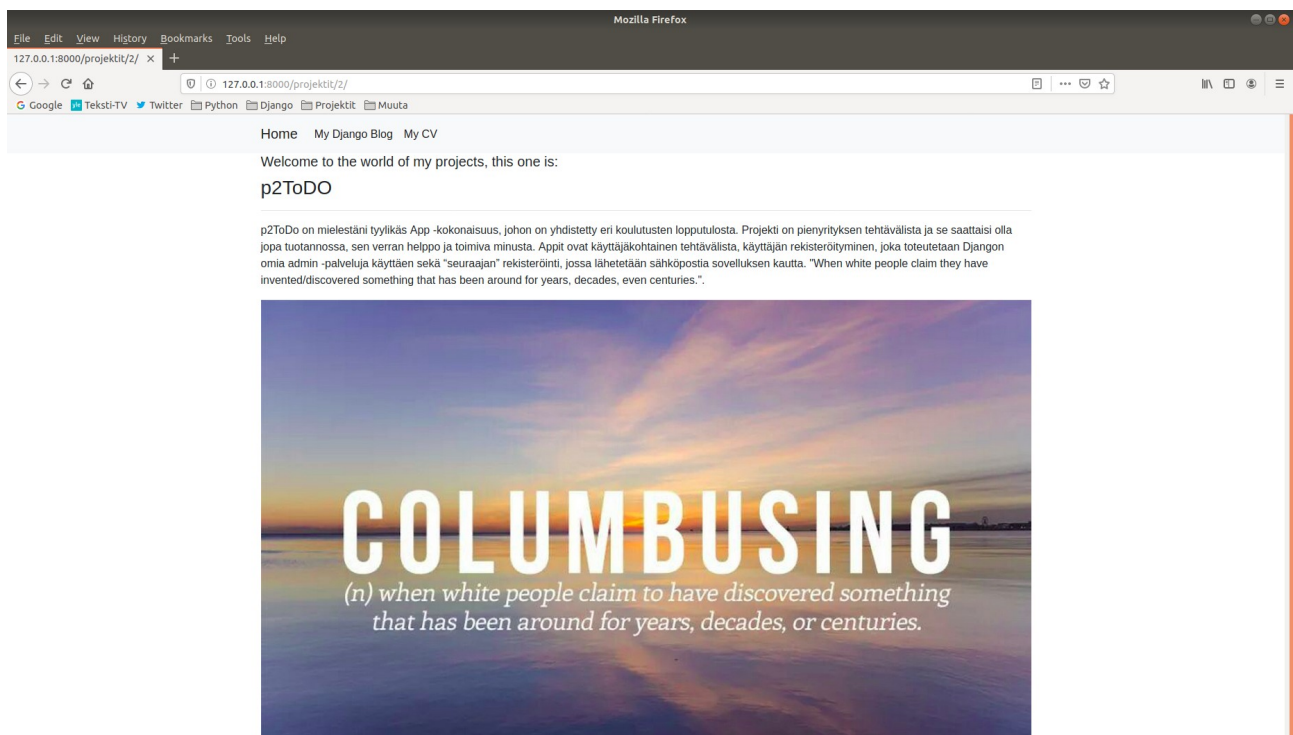 Mozilla Firefox
File Edit View History Bookmarks Tools Help
127.0.0.1:8000/projektit/2/
127.0.0.1:8000/projektit/2/
Google Teksti-TV Twitter Python Django Projektit Muuta
Home My Django Blog My CV
Welcome to the world of my projects, this one is:
p2ToDO
p2ToDo on mielestäni tyylikäs App -kokonaisuus, johon on yhdistetty eri koulutusten lopputulosta. Projekti on pienyrityksen tehtävälista ja se saattaisi olla
jopa tuotannossa, sen verran helppo ja toimiva minusta. Appit ovat käyttäjäkohtainen tehtävälista, käyttäjän rekisteröityminen, joka toteutetaan Djangon
omia admin -palveluja käyttäen sekä "seuraajan" rekisteröinti, jossa lähetetään sähköpostia sovelluksen kautta. "When white people claim they have
invented/discovered something that has been around for years, decades, even centuries.".
COLUMBUSING
(n) when white people claim to have discovered something
that has been around for years, decades, or centuries.